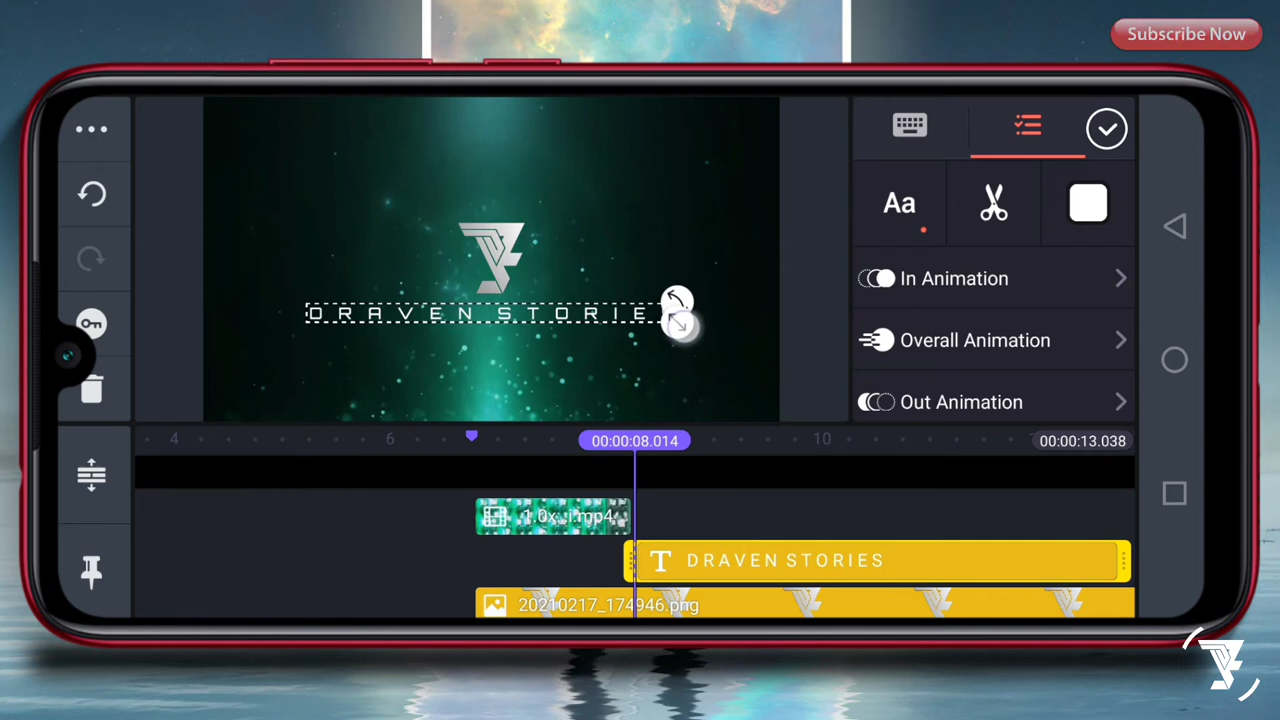 Subscribe Now
DRAVEN STORIE
Aa
In Animation
Overall Animation
Out Animation
4
6
00:00:08.014
10
00:00:13.038
1.0x
i.mp4
T DRAVEN STORIES
20210217_174946.png